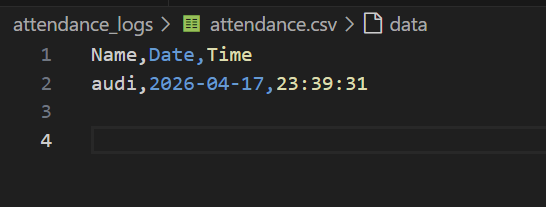 attendance_logs > attendance.csv > data
1 Name,Date,Time
2 audi,2026-04-17,23:39:31
3
4